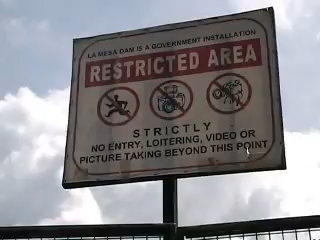 LA MESA DAM IS A GOVERNMENT INSTALLATION
RESTRICTED AREA
STRICTLY
NO ENTRY, LOITERING, VIDEO OR
PICTURE TAKING BEYOND THIS POINT